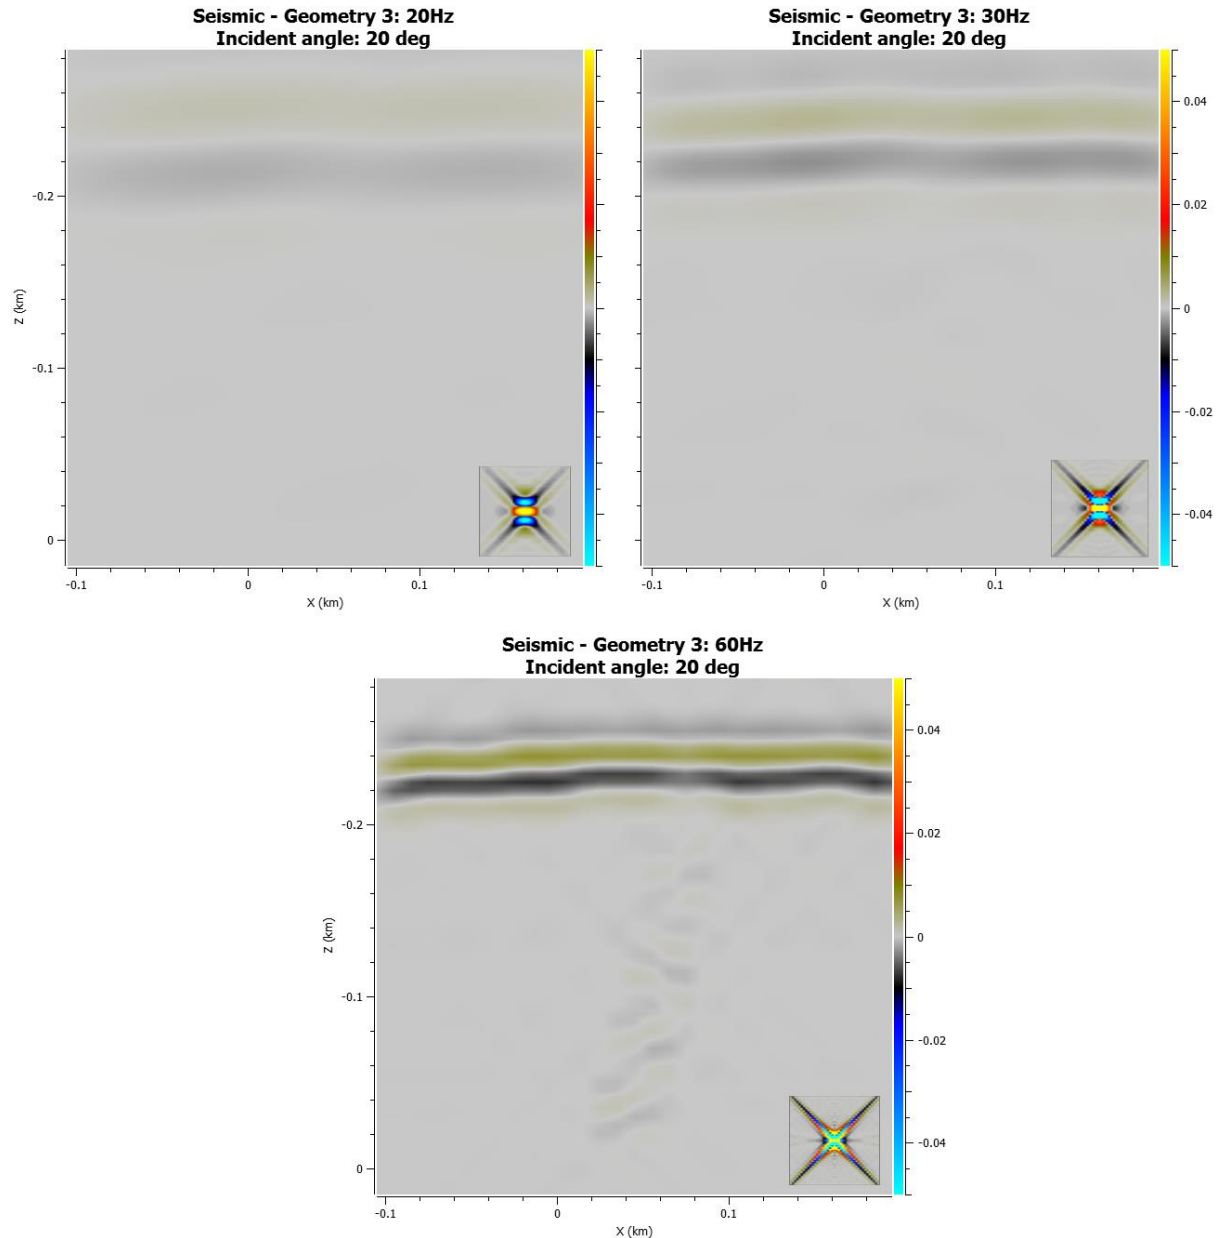 Seismic - Geometry 3: 20Hz
Incident angle: 20 deg
-0.2
-0.1
0
Z (km)
-0.1
0
0.1
X (km)
Seismic - Geometry 3: 30Hz
Incident angle: 20 deg
0.04
0.02
0
-0.02
-0.04
-0.1
0
0.1
X (km)
Seismic - Geometry 3: 60Hz
Incident angle: 20 deg
-0.2
-0.1
0
Z (km)
0.04
0.02
0
-0.02
-0.04
-0.1
0
0.1
X (km)